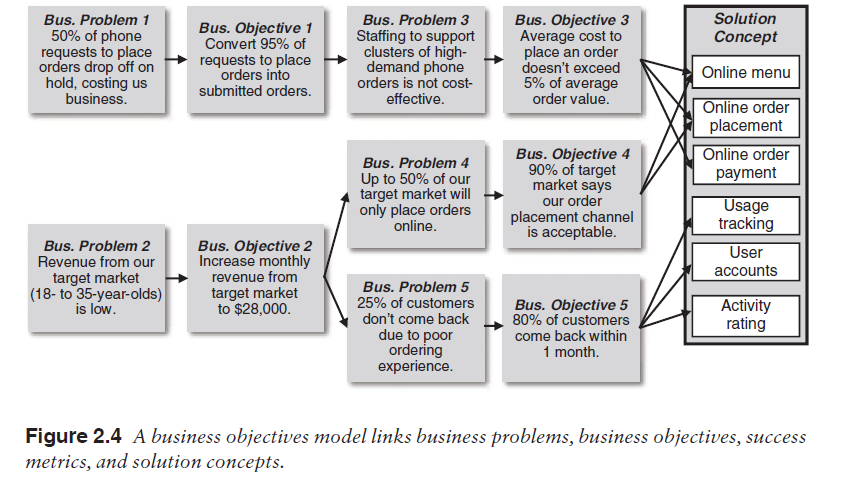 Bus. Problem 1
50% of phone
requests to place
orders drop off on
hold, costing us
business.
Bus. Objective 1
Convert 95% of
requests to place
orders into
submitted orders.
Bus. Problem 3
Staffing to support
clusters of high-
demand phone
orders is not cost-
effective.
Bus. Objective 3
Average cost to
place an order
doesn’t exceed
5% of average
order value.
Solution
Concept
Online menu
Online order
placement
Online order
payment
Usage
tracking
User
accounts
Activity
rating
Bus. Problem 4
Up to 50% of our
target market will
only place orders
online.
Bus. Objective 4
90% of target
market says
our order
placement channel
is acceptable.
Bus. Problem 2
Revenue from our
target market
(18- to 35-year-olds)
is low.
Bus. Objective 2
Increase monthly
revenue from
target market
to $28,000.
Bus. Problem 5
25% of customers
don’t come back
due to poor
ordering
experience.
Bus. Objective 5
80% of customers
come back within
1 month.
Figure 2.4 A business objectives model links business problems, business objectives, success
metrics, and solution concepts.